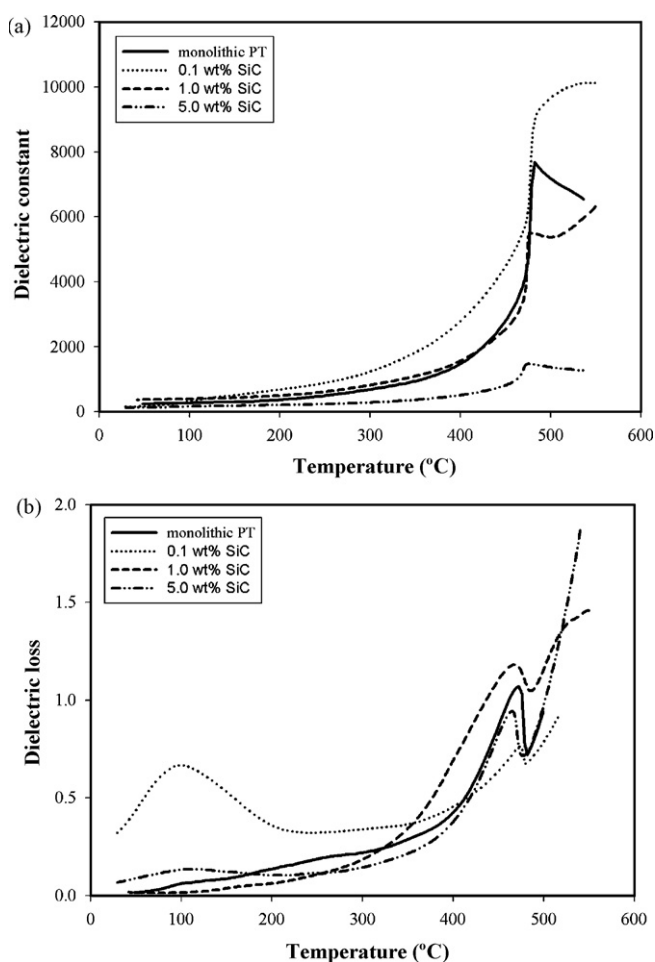 (a)
12000
10000
8000
6000
4000
2000
0
Dielectric constant
monolithic PT
0.1 wt% SiC
1.0 wt% SiC
5.0 wt% SiC
0 100 200 300 400 500 600
Temperature (ºC)
(b)
2.0
1.5
1.0
0.5
0.0
Dielectric loss
monolithic PT
0.1 wt% SiC
1.0 wt% SiC
5.0 wt% SiC
0 100 200 300 400 500 600
Temperature (ºC)